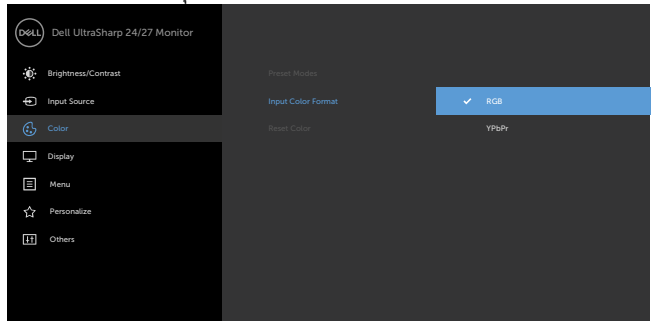 DELL Dell UltraSharp 24/27 Monitor
Brightness/Contrast
Preset Modes
Input Source
Input Color Format
✓ RGB
Color
Reset Color
YPbPr
Display
Menu
Personalize
Others